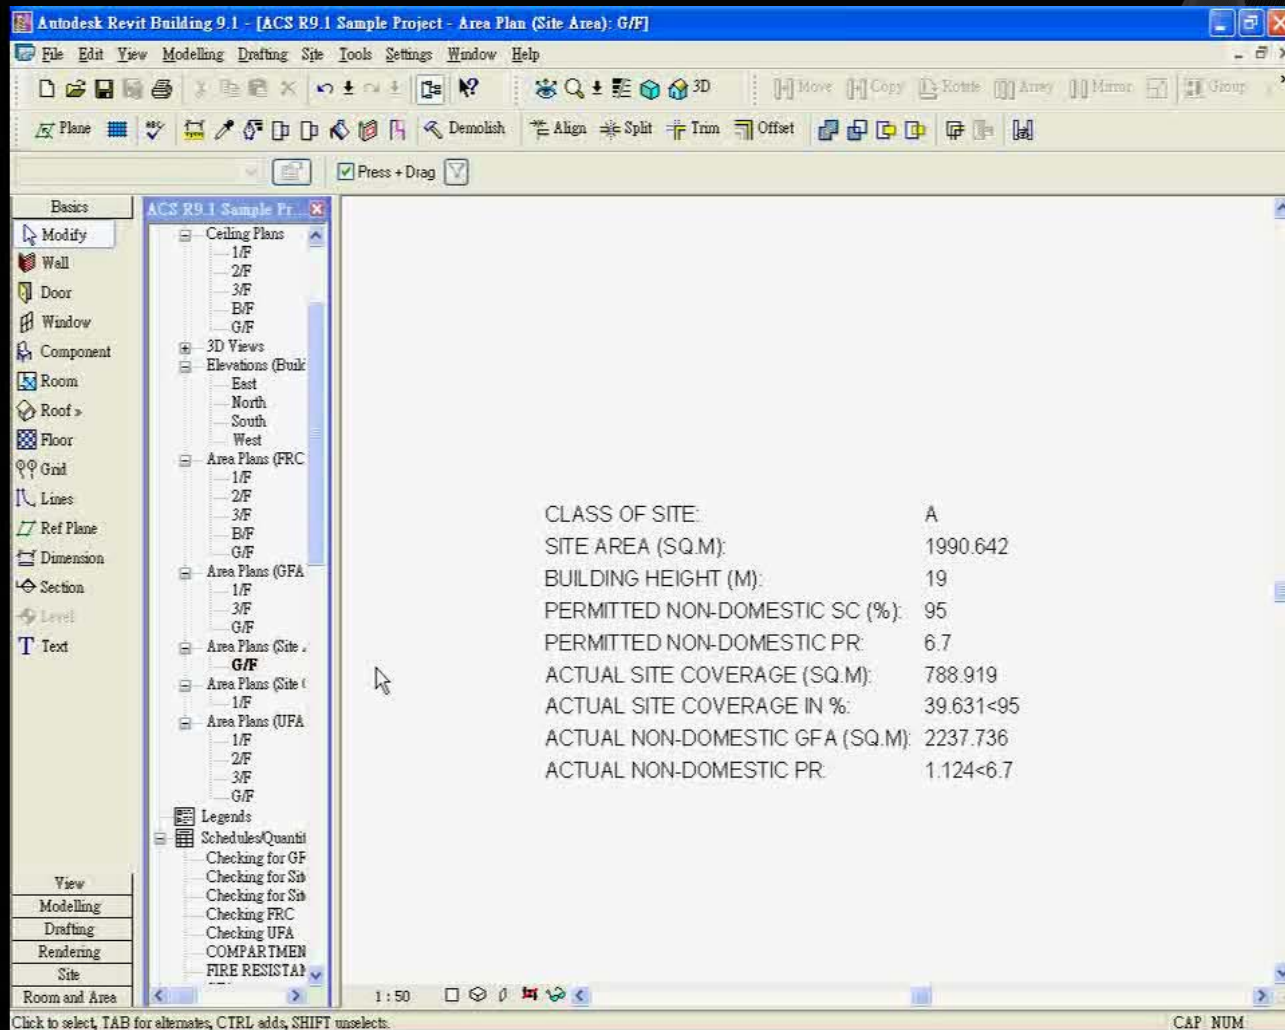 Autodesk Revit Building 9.1 - [ACS R9.1 Sample Project - Area Plan (Site Area): G/F]
File Edit View Modelling Drafting Site Tools Settings Window Help
3D Move Copy Rotate Array Mirror Group
Plane Demolish Align Split Trim Offset
Press + Drag
Basics
Modify
Wall
Door
Window
Component
Room
Roof »
Floor
Grid
Lines
Ref Plane
Dimension
Section
Level
Text
View
Modelling
Drafting
Rendering
Site
Room and Area
ACS R9.1 Sample Pr...
Ceiling Plans
1/F
2/F
3/F
B/F
G/F
3D Views
Elevations (Build
East
North
South
West
Area Plans (FRC
1/F
2/F
3/F
B/F
G/F
Area Plans (GFA
1/F
3/F
G/F
Area Plans (Site
G/F
Area Plans (Site
1/F
Area Plans (UFA
1/F
2/F
3/F
G/F
Legends
Schedules/Quantit
Checking for GF
Checking for Sit
Checking for Sit
Checking FRC
Checking UFA
COMPARTMEN
FIRE RESISTAN
CLASS OF SITE: A
SITE AREA (SQ.M): 1990.642
BUILDING HEIGHT (M): 19
PERMITTED NON-DOMESTIC SC (%): 95
PERMITTED NON-DOMESTIC PR: 6.7
ACTUAL SITE COVERAGE (SQ.M): 788.919
ACTUAL SITE COVERAGE IN %: 39.631<95
ACTUAL NON-DOMESTIC GFA (SQ.M): 2237.736
ACTUAL NON-DOMESTIC PR: 1.124<6.7
1 : 50
Click to select, TAB for alternates, CTRL adds, SHIFT unselects.
CAP NUM